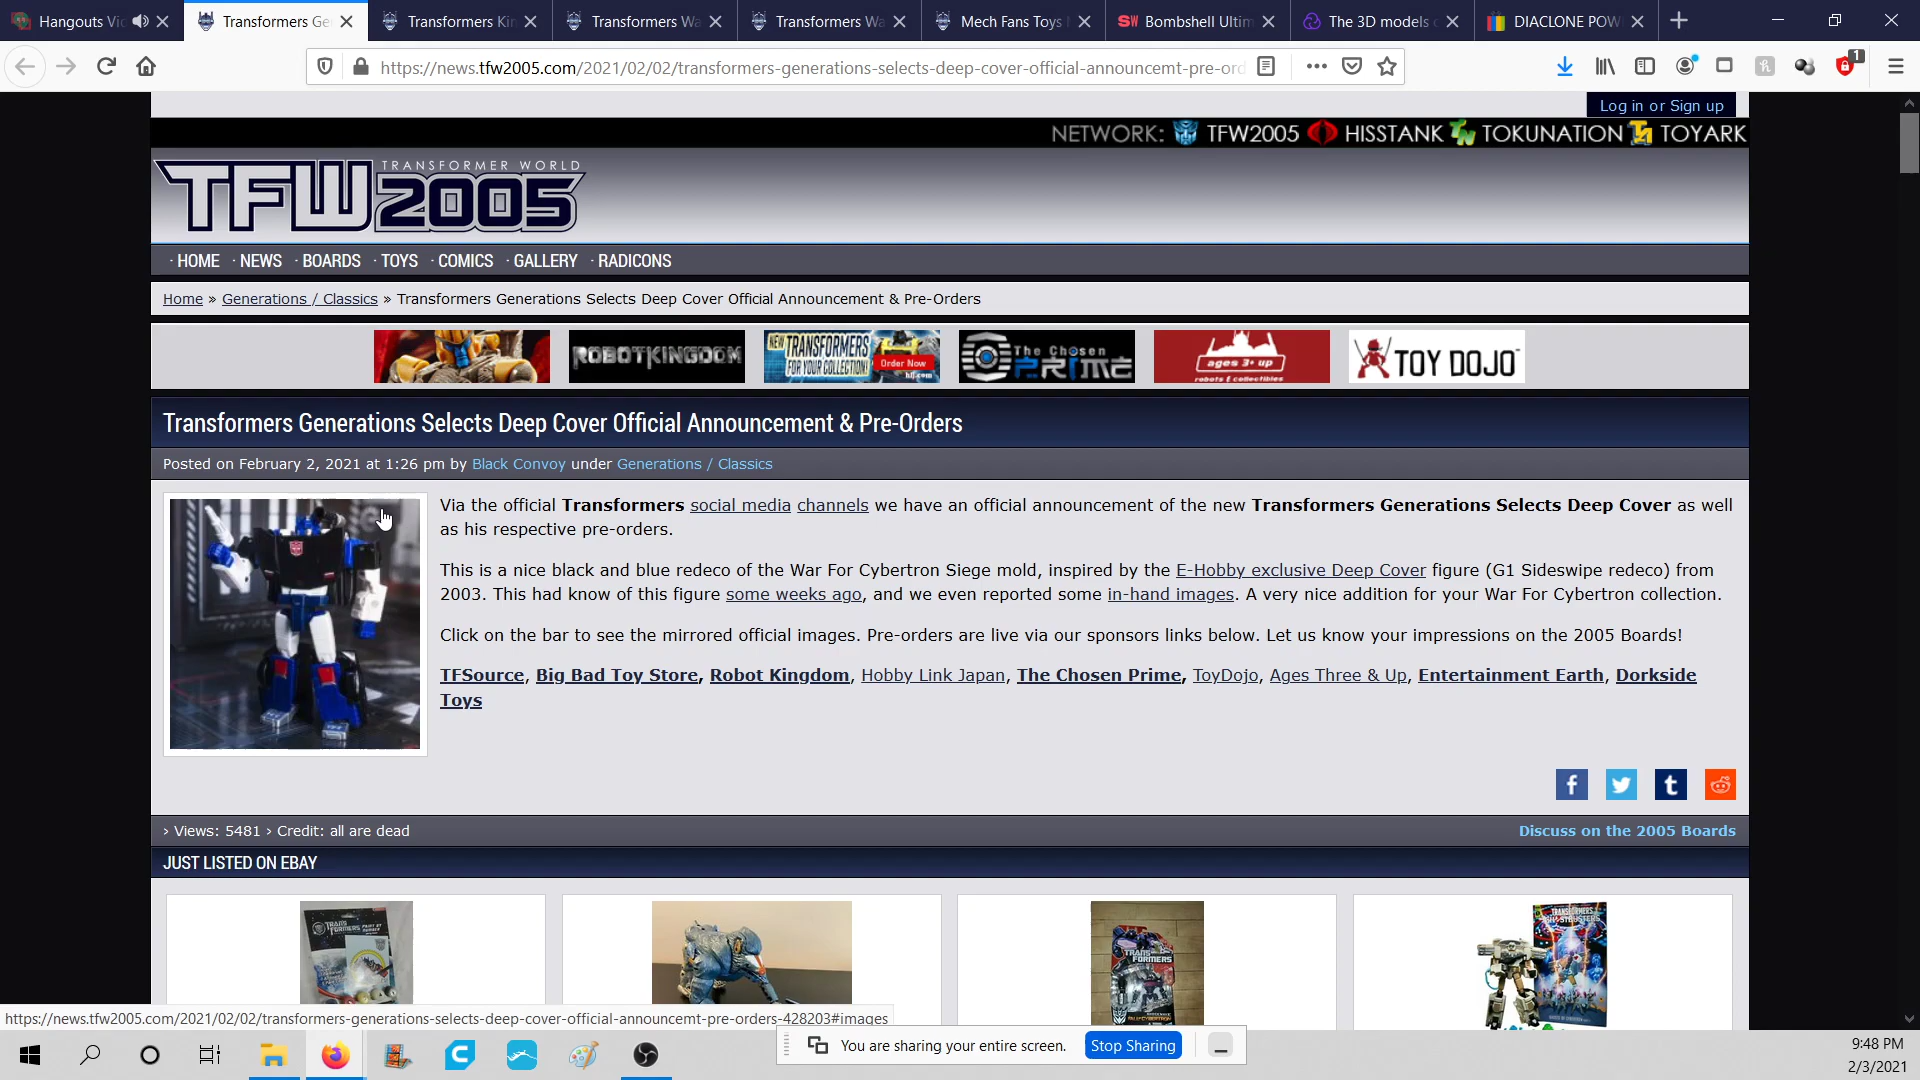 Hangouts Vic
Transformers Ge
Transformers Kin
Transformers Wa
Transformers Wa
Mech Fans Toys
Bombshell Ultim
The 3D models
DIACLONE POW
https://news.tfw2005.com/2021/02/02/transformers-generations-selects-deep-cover-official-announcemt-pre-ord
1
Log in or Sign up
NETWORK: TFW2005 HISSTANK TOKUNATION TOYARK
TRANSFORMER WORLD
TFW2005
· HOME · NEWS · BOARDS · TOYS · COMICS · GALLERY · RADICONS
Home » Generations / Classics » Transformers Generations Selects Deep Cover Official Announcement & Pre-Orders
ROBOTKINGDOM
NEW TRANSFORMERS FOR YOUR COLLECTION! Order Now hlj.com
The Chosen PRIME
ages 3+ up robots & collectibles
TOY DOJO
Transformers Generations Selects Deep Cover Official Announcement & Pre-Orders
Posted on February 2, 2021 at 1:26 pm by Black Convoy under Generations / Classics
Via the official Transformers social media channels we have an official announcement of the new Transformers Generations Selects Deep Cover as well
as his respective pre-orders.
This is a nice black and blue redeco of the War For Cybertron Siege mold, inspired by the E-Hobby exclusive Deep Cover figure (G1 Sideswipe redeco) from
2003. This had know of this figure some weeks ago, and we even reported some in-hand images. A very nice addition for your War For Cybertron collection.
Click on the bar to see the mirrored official images. Pre-orders are live via our sponsors links below. Let us know your impressions on the 2005 Boards!
TFSource, Big Bad Toy Store, Robot Kingdom, Hobby Link Japan, The Chosen Prime, ToyDojo, Ages Three & Up, Entertainment Earth, Dorkside
Toys
› Views: 5481 › Credit: all are dead
Discuss on the 2005 Boards
JUST LISTED ON EBAY
https://news.tfw2005.com/2021/02/02/transformers-generations-selects-deep-cover-official-announcemt-pre-orders-428203#images
You are sharing your entire screen.
Stop Sharing
9:48 PM
2/3/2021